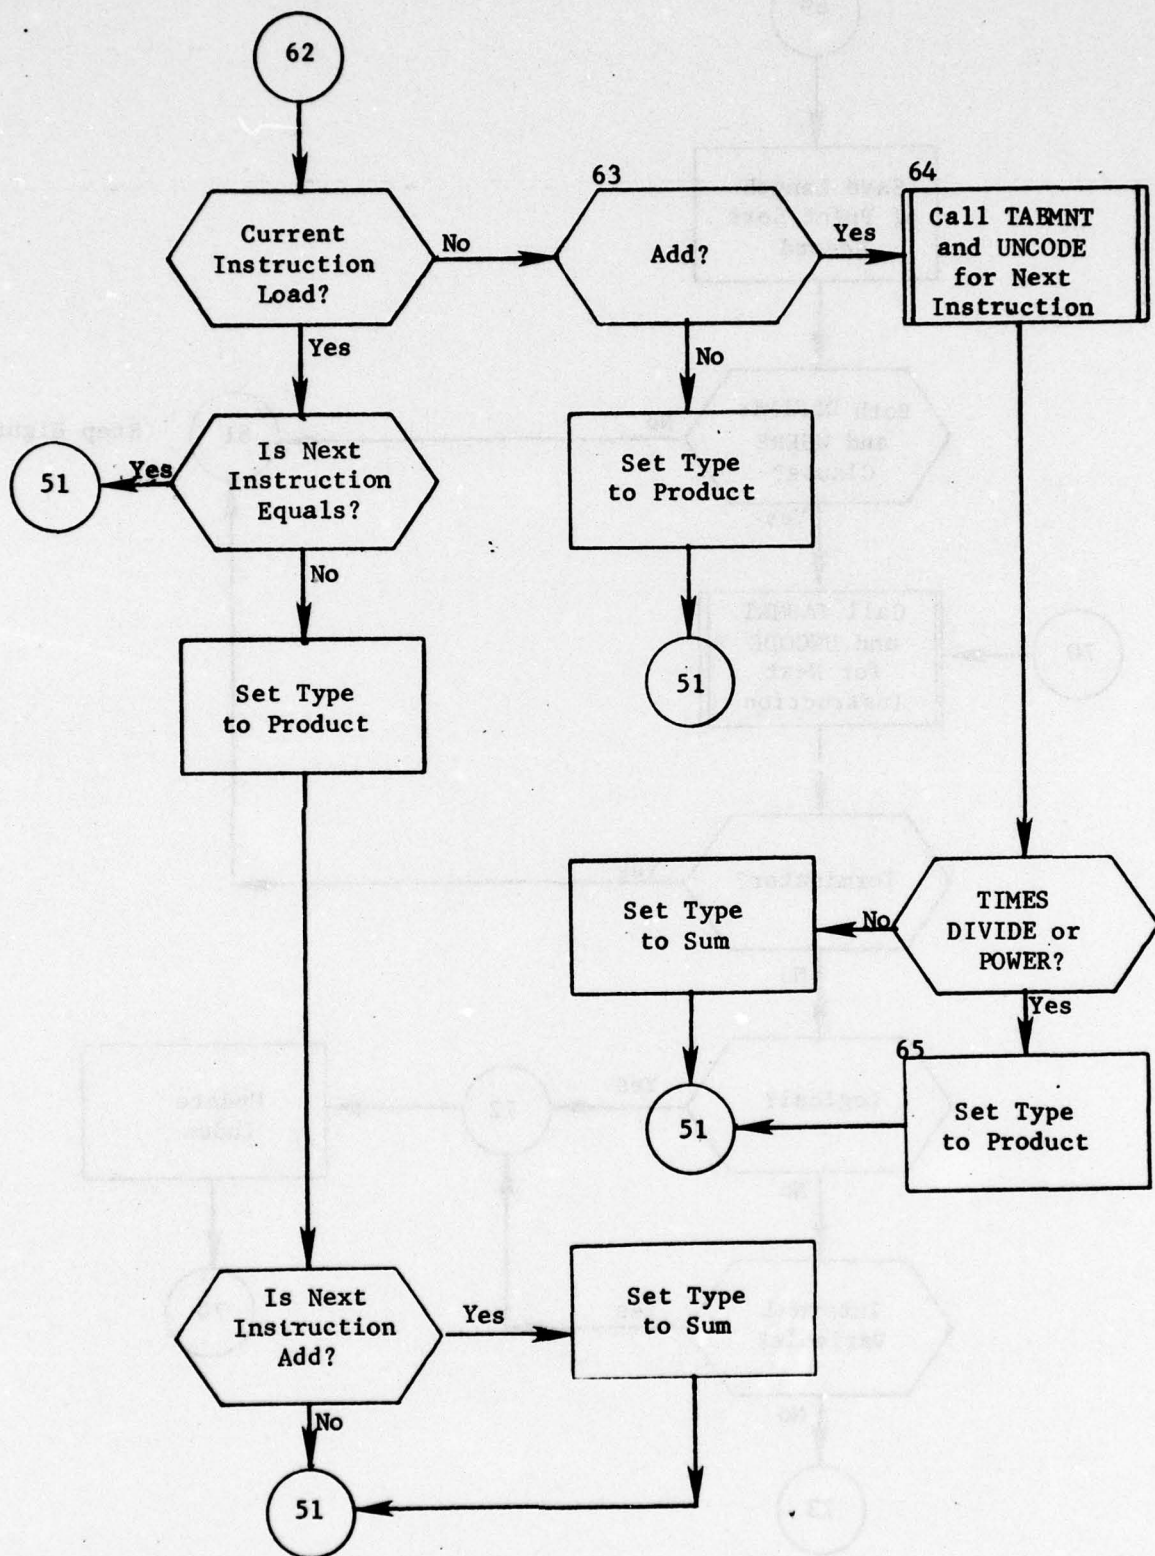 62
Current
Instruction
Load?
No
63
Add?
Yes
64
Call TABMNT
and UNCODE
for Next
Instruction
Yes
No
51
Yes
Is Next
Instruction
Equals?
Set Type
to Product
No
51
Set Type
to Product
Set Type
to Sum
No
TIMES
DIVIDE or
POWER?
Yes
65
51
Set Type
to Product
Is Next
Instruction
Add?
Yes
Set Type
to Sum
No
51